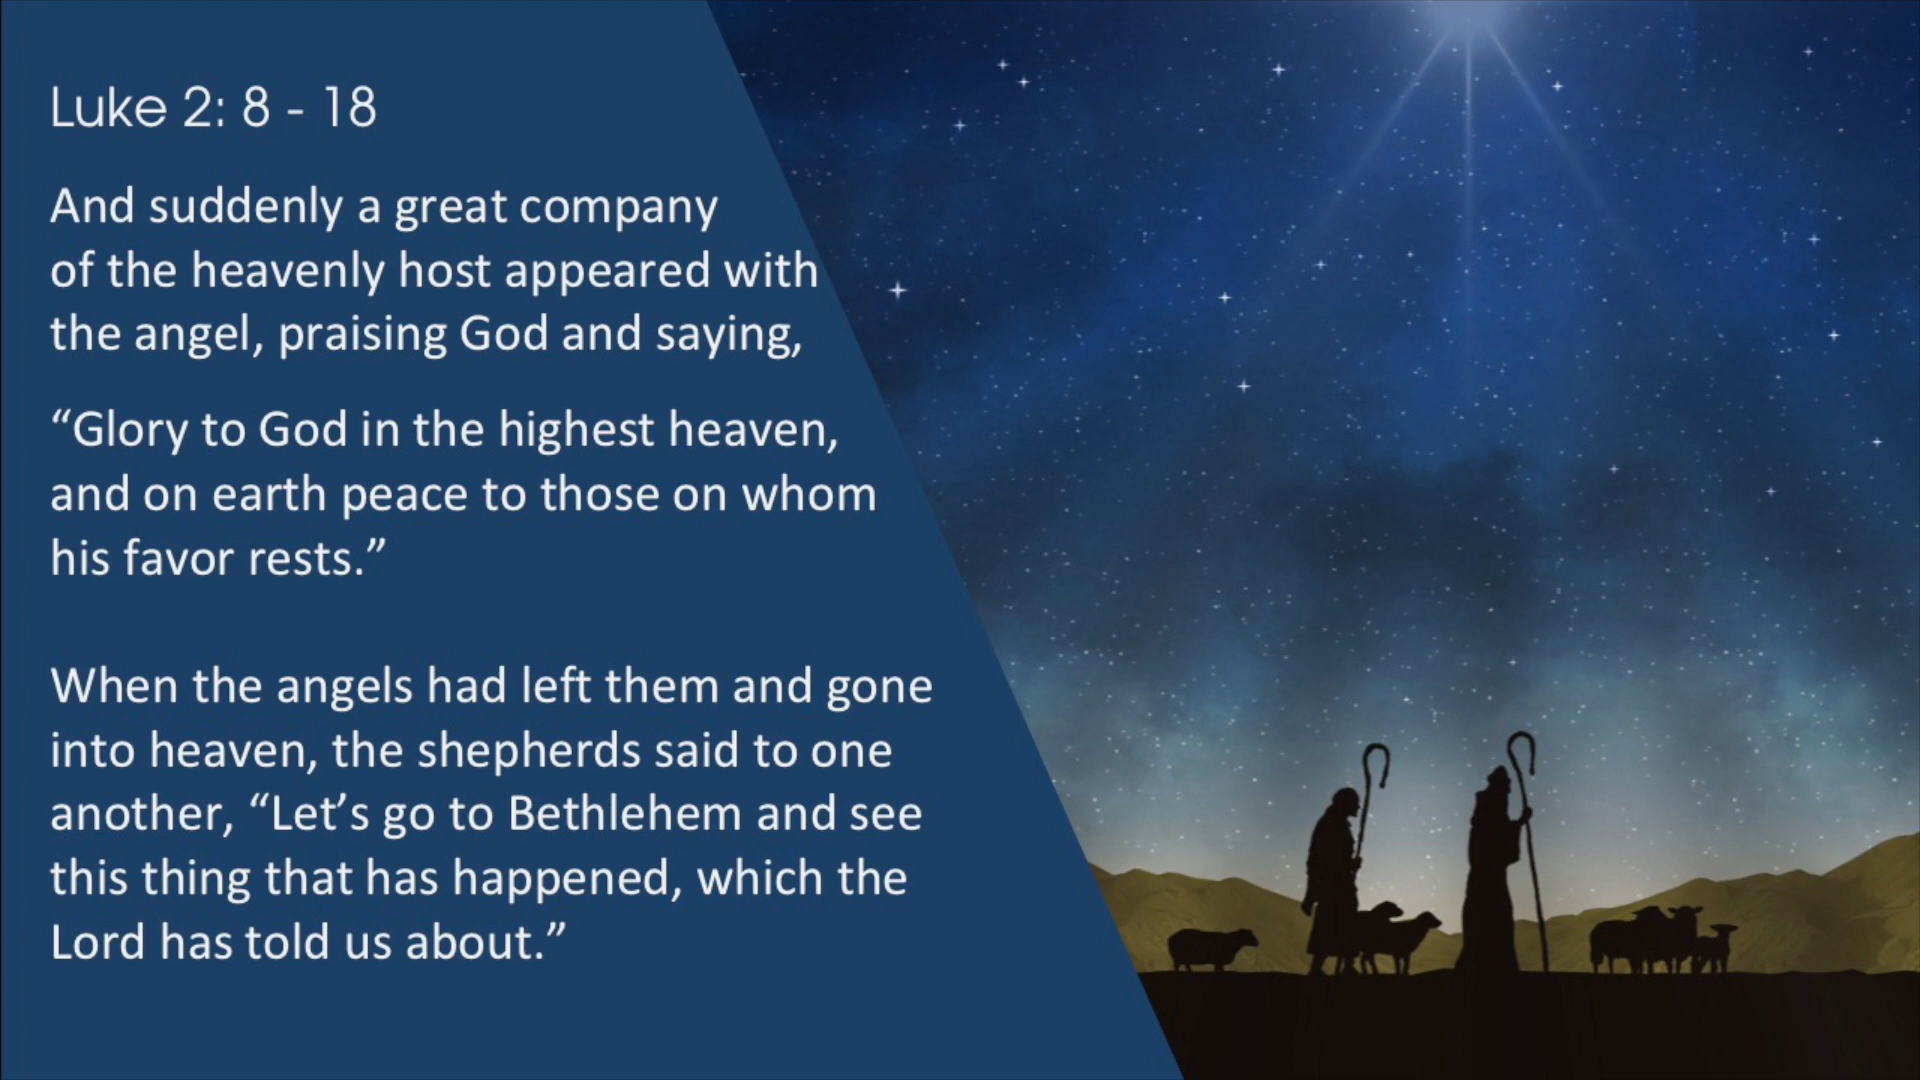 Luke 2: 8 - 18
And suddenly a great company
of the heavenly host appeared with
the angel, praising God and saying,
“Glory to God in the highest heaven,
and on earth peace to those on whom
his favor rests.”
When the angels had left them and gone
into heaven, the shepherds said to one
another, “Let’s go to Bethlehem and see
this thing that has happened, which the
Lord has told us about.”